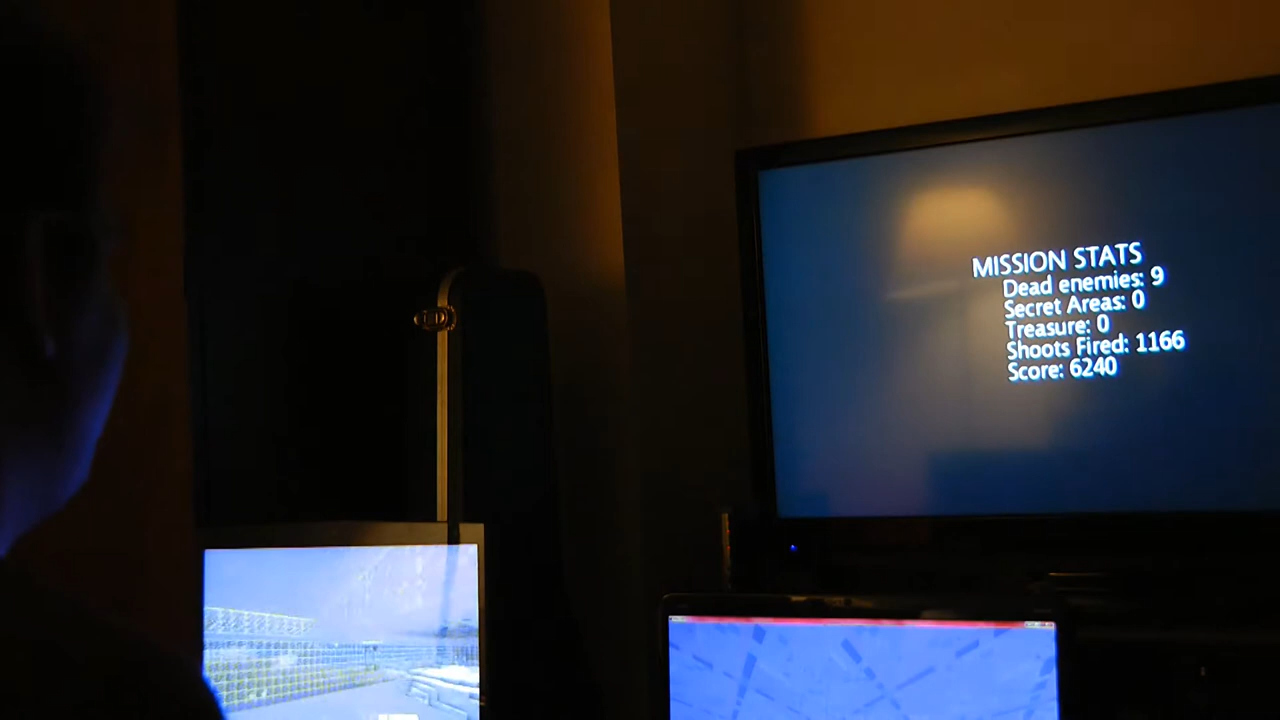 MISSION STATS
Dead enemies: 9
Secret Areas: 0
Treasure: 0
Shoots Fired: 1166
Score: 6240